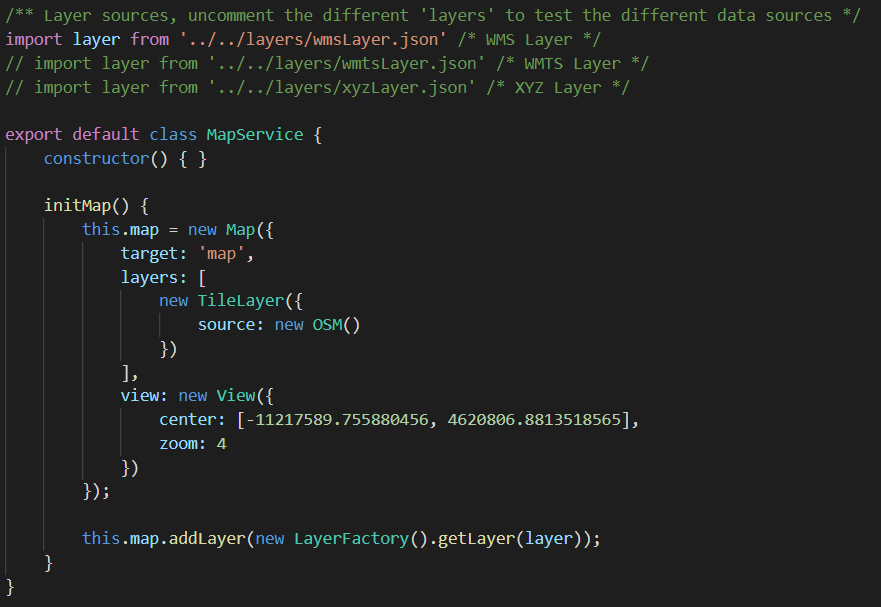 /** Layer sources, uncomment the different 'layers' to test the different data sources */
import layer from '../../layers/wmsLayer.json' /* WMS Layer */
// import layer from '../../layers/wmtsLayer.json' /* WMTS Layer */
// import layer from '../../layers/xyzLayer.json' /* XYZ Layer */

export default class MapService {
    constructor() { }

    initMap() {
        this.map = new Map({
            target: 'map',
            layers: [
                new TileLayer({
                    source: new OSM()
                })
            ],
            view: new View({
                center: [-11217589.755880456, 4620806.8813518565],
                zoom: 4
            })
        });

        this.map.addLayer(new LayerFactory().getLayer(layer));
    }
}